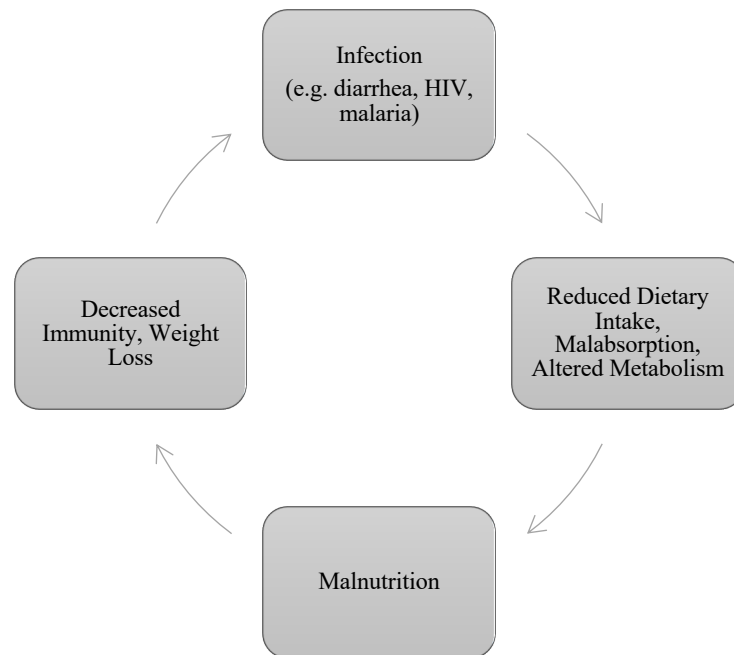 Infection
(e.g. diarrhea, HIV,
malaria)
Reduced Dietary
Intake,
Malabsorption,
Altered Metabolism
Malnutrition
Decreased
Immunity, Weight
Loss